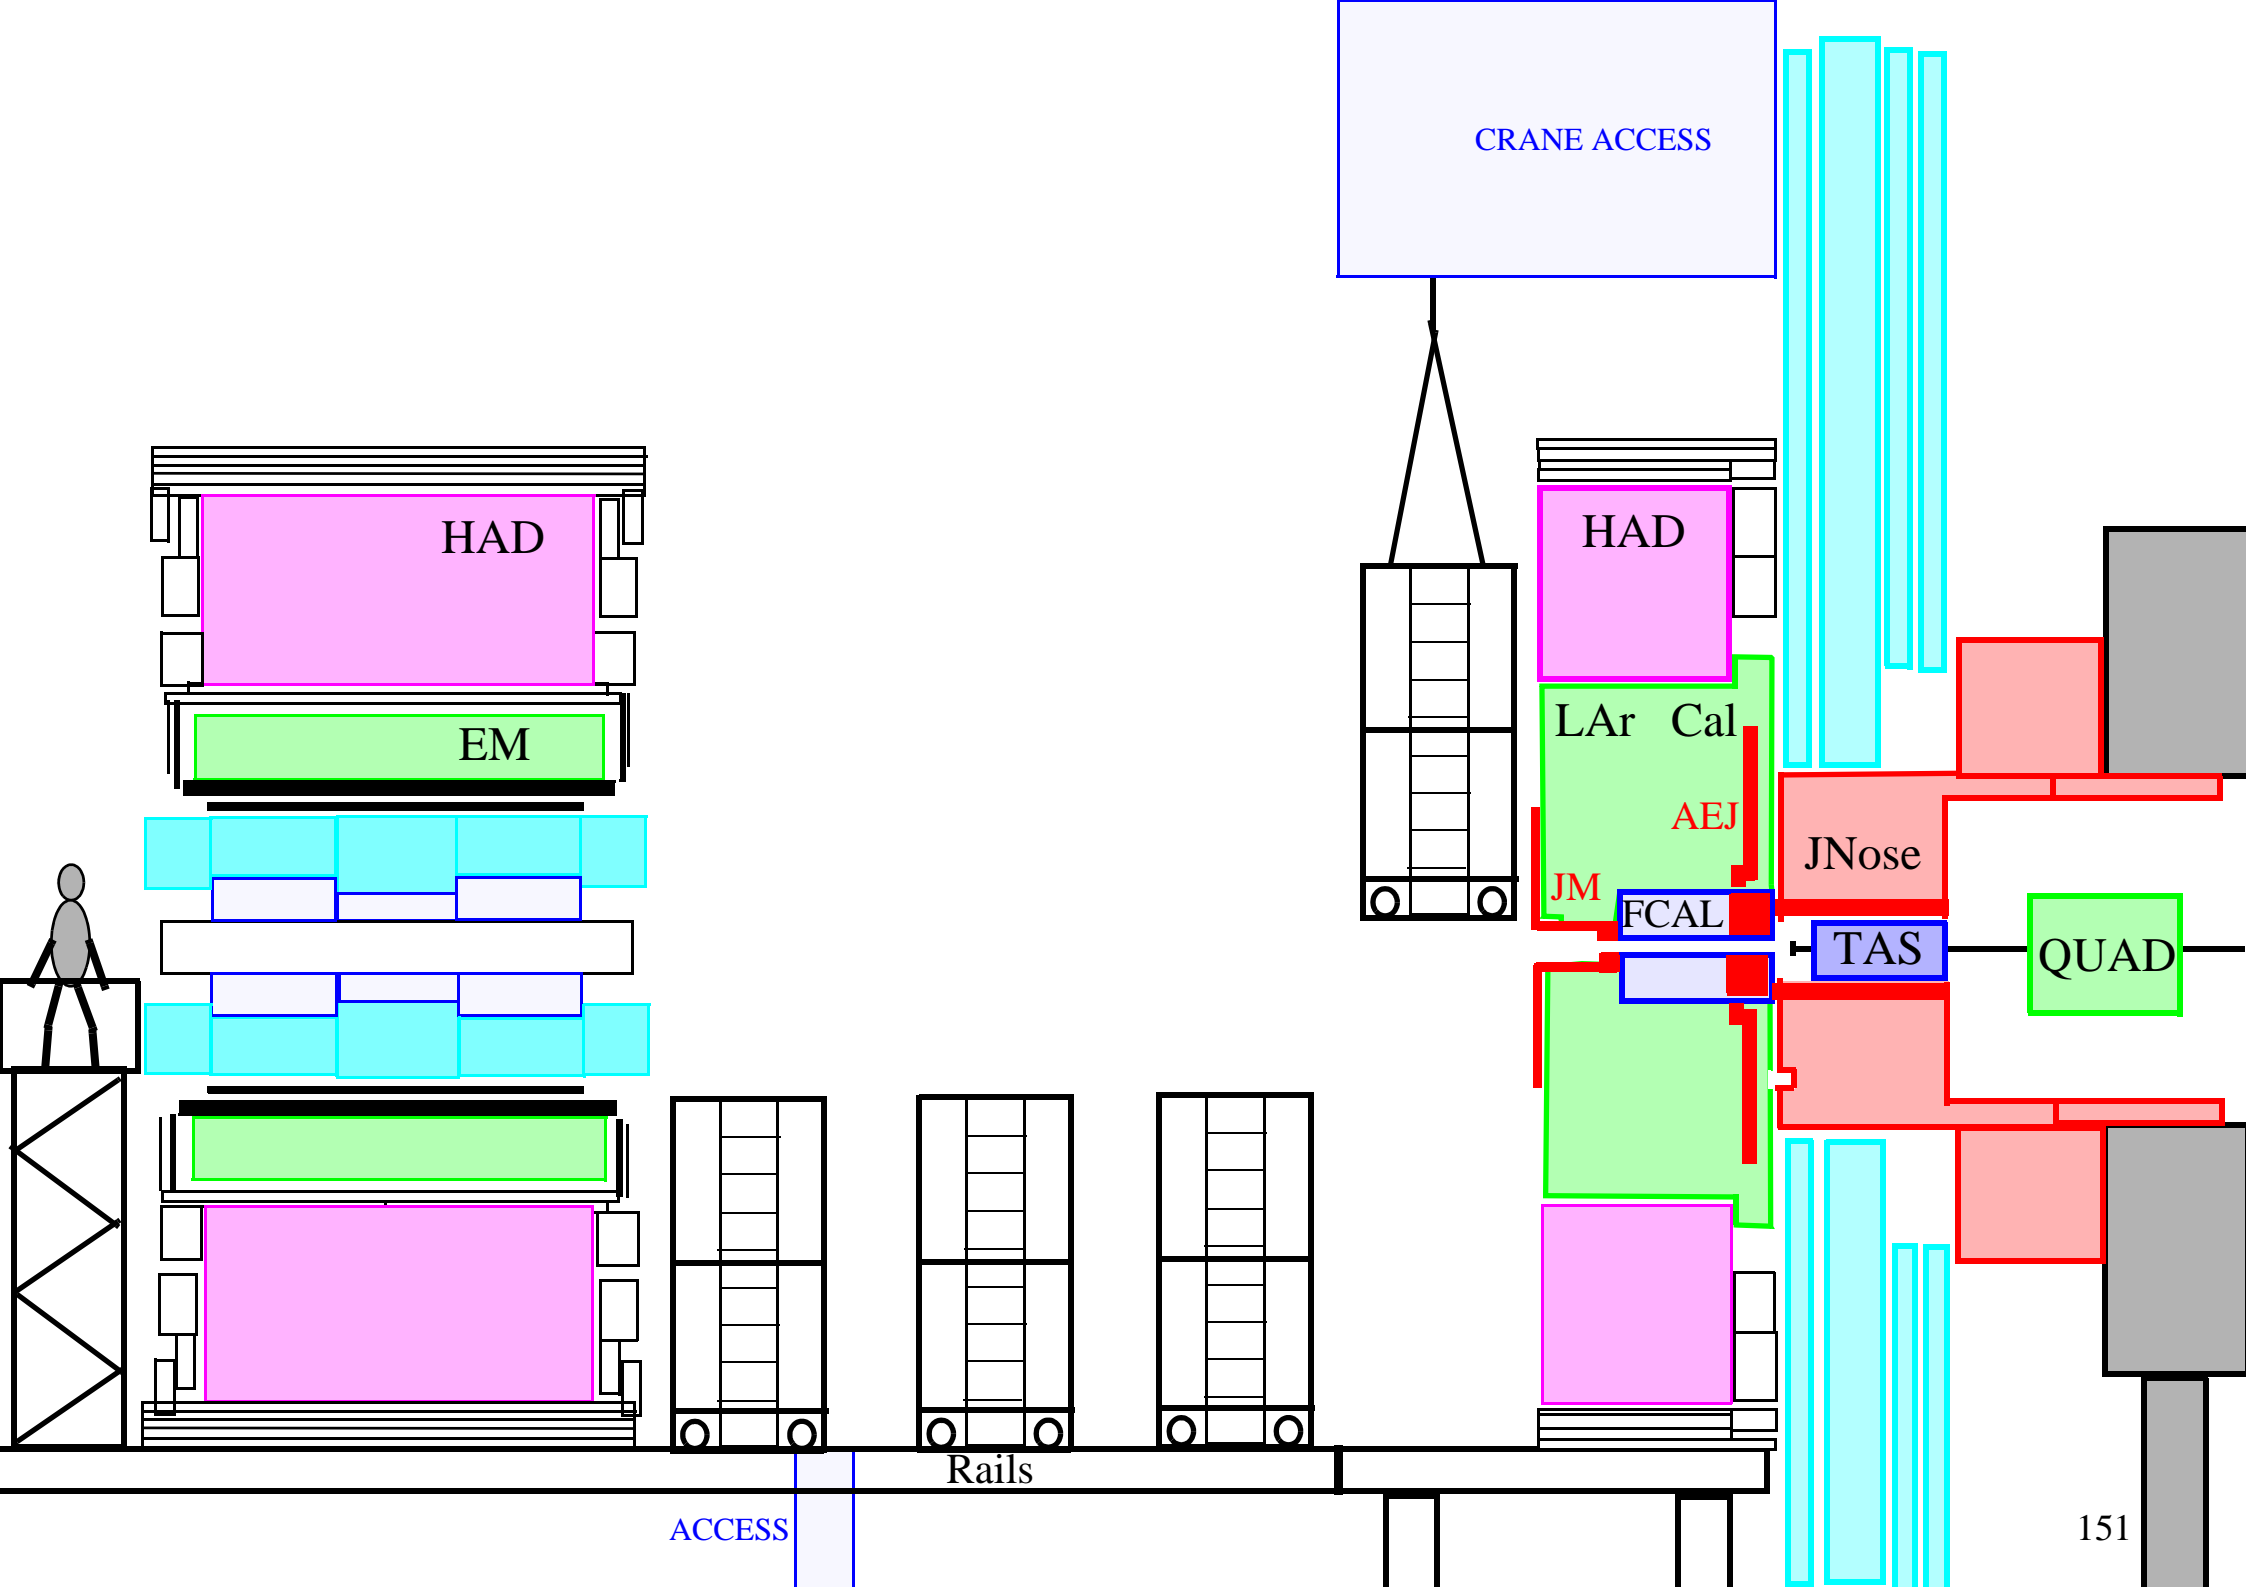 CRANE ACCESS
HAD
HAD
EM
LAr Cal
AEJ
JM
JNose
FCAL
TAS
QUAD
Rails
ACCESS
151